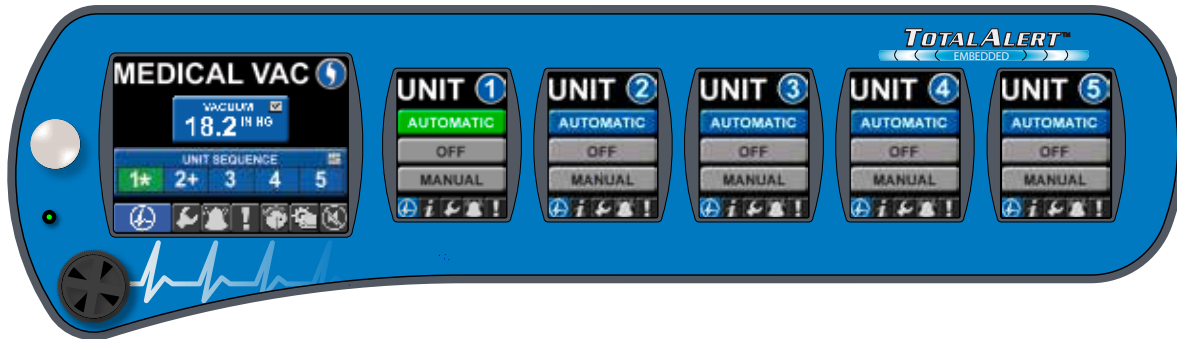 TOTALALERT™
EMBEDDED
MEDICAL VAC
VACUUM
18.2 IN HG
UNIT SEQUENCE
1* 2+ 3 4 5
UNIT 1
AUTOMATIC
OFF
MANUAL
UNIT 2
AUTOMATIC
OFF
MANUAL
UNIT 3
AUTOMATIC
OFF
MANUAL
UNIT 4
AUTOMATIC
OFF
MANUAL
UNIT 5
AUTOMATIC
OFF
MANUAL